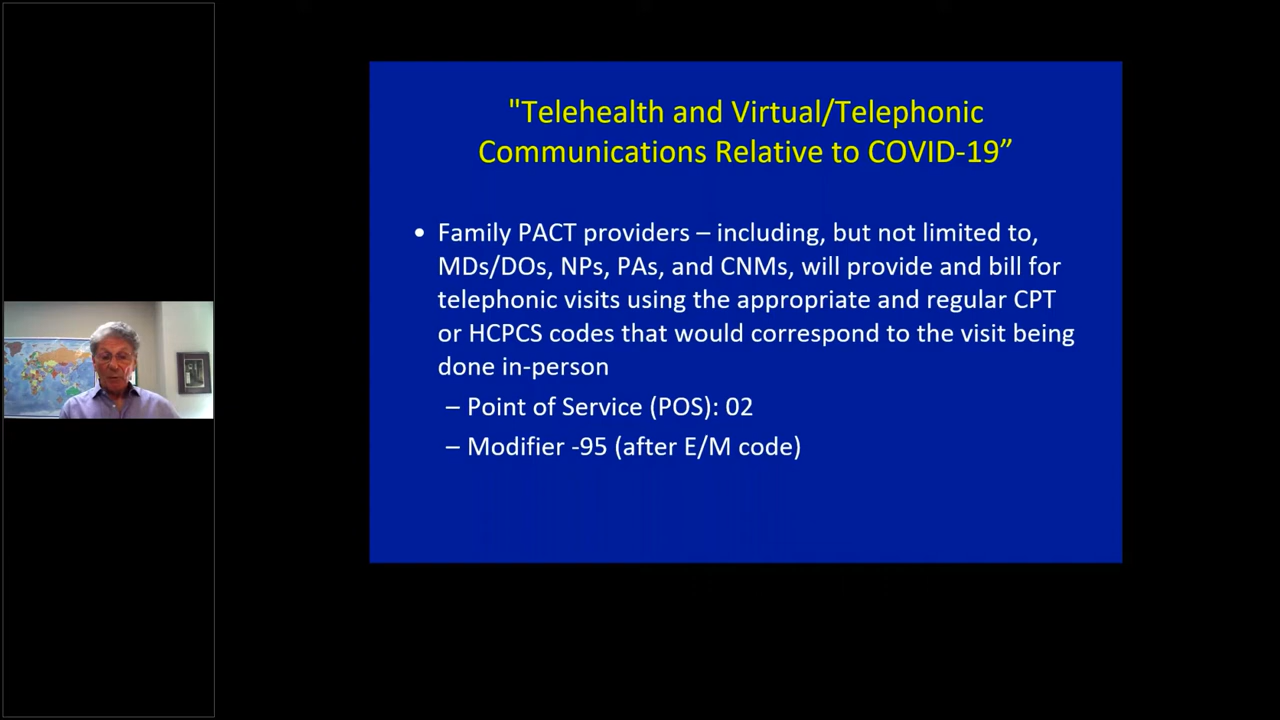 "Telehealth and Virtual/Telephonic
Communications Relative to COVID-19”
• Family PACT providers – including, but not limited to,
MDs/DOs, NPs, PAs, and CNMs, will provide and bill for
telephonic visits using the appropriate and regular CPT
or HCPCS codes that would correspond to the visit being
done in-person
– Point of Service (POS): 02
– Modifier -95 (after E/M code)